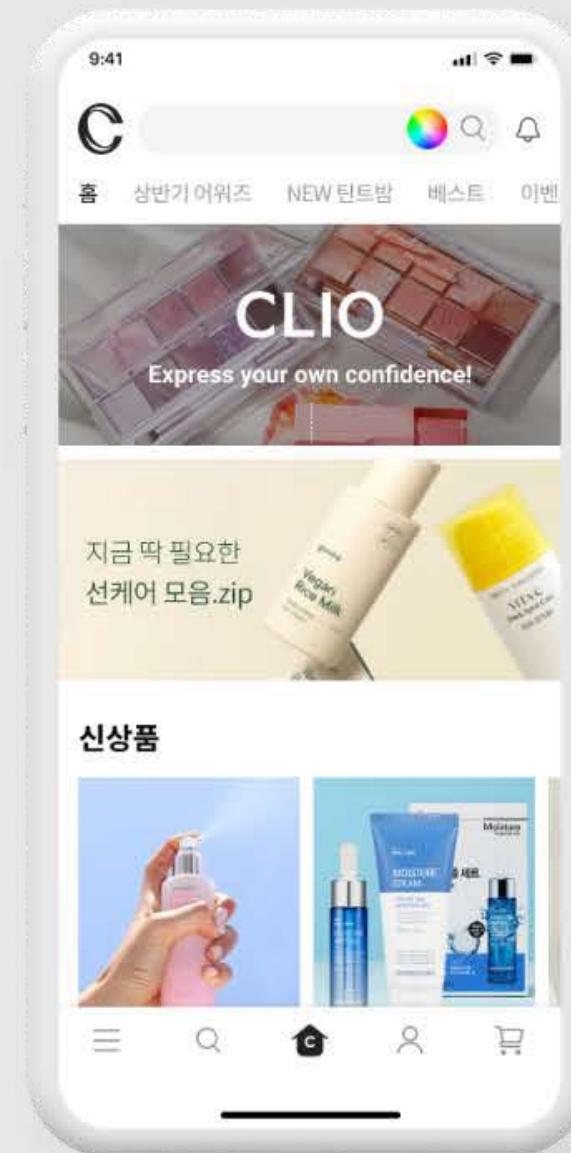 9:41
홈 상반기 어워즈 NEW 틴트밤 베스트 이벤
CLIO
Express your own confidence!
지금 딱 필요한
선케어 모음.zip
Vegan
Rice Milk
VITA C
신상품
Moisture
MOISTURE
CREAM
C